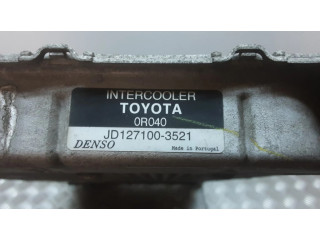 INTERCOOLER
TOYOTA
0R040
JD127100-3521
DENSO Made in Portugal